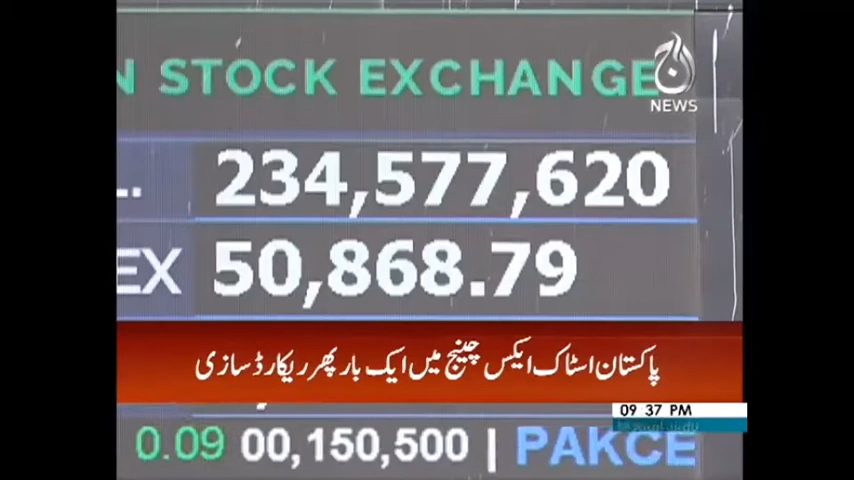 N STOCK EXCHANGE
آج
NEWS
L. 234,577,620
EX 50,868.79
پاکستان اسٹاک ایکس چینج میں ایک بار پھر ریکارڈ سازی
09 37 PM
0.09 00,150,500 | PAKCE